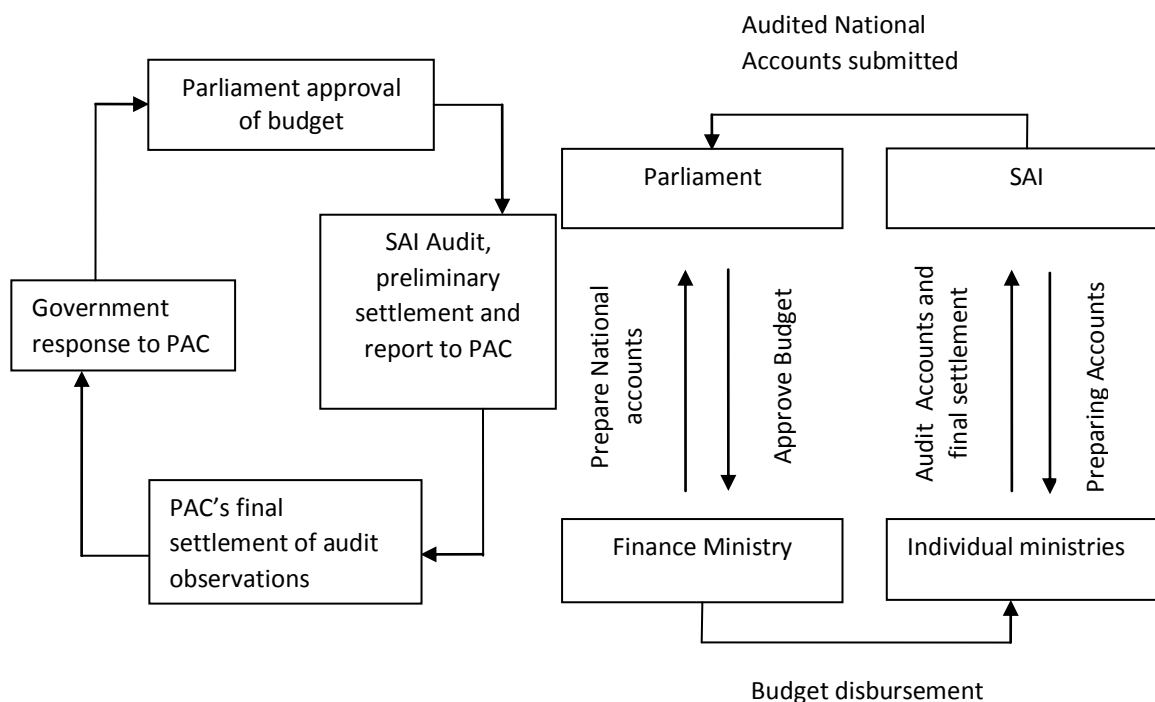 Audited National
Accounts submitted
Parliament approval
of budget
SAI Audit,
preliminary
settlement and
report to PAC
Government
response to PAC
PAC’s final
settlement of audit
observations
Parliament
SAI
Prepare National
accounts
Approve Budget
Audit Accounts and
final settlement
Preparing Accounts
Finance Ministry
Individual ministries
Budget disbursement